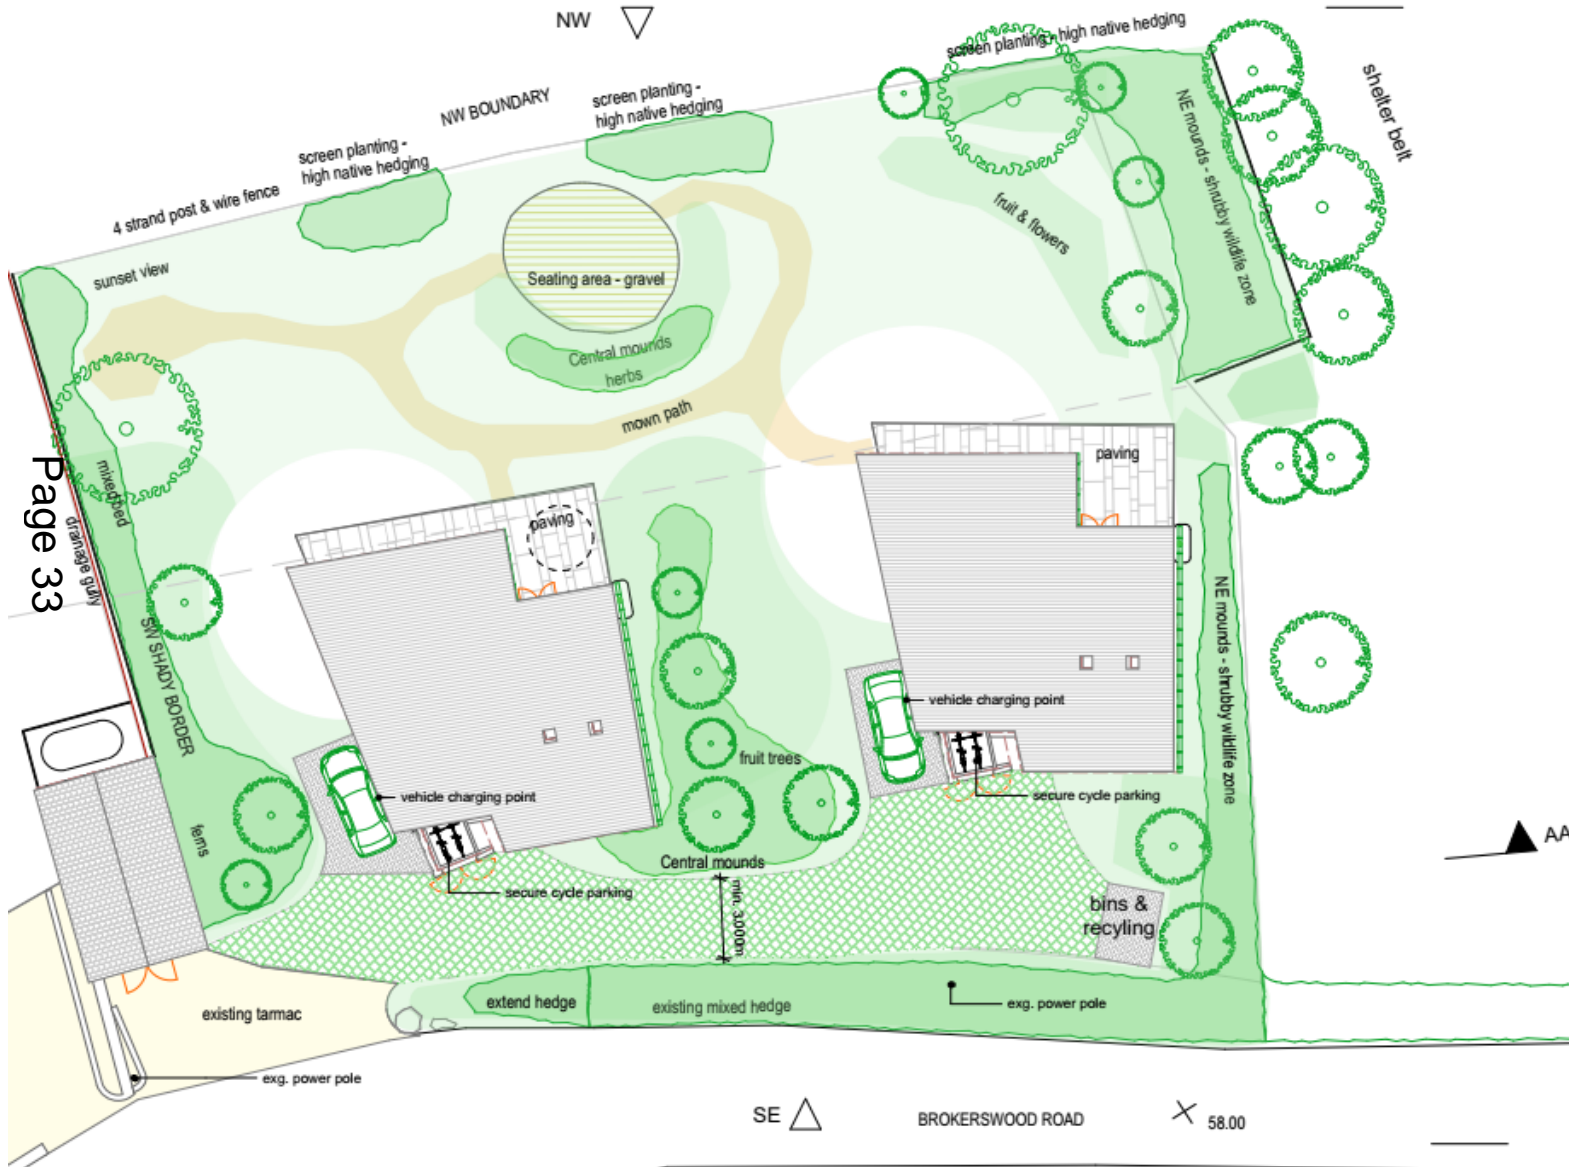 NW
screen planting - high native hedging
shelter belt
NW BOUNDARY
screen planting -
high native hedging
screen planting -
high native hedging
4 strand post & wire fence
sunset view
NE mounds - shrubby wildlife zone
fruit & flowers
Seating area - gravel
Central mounds
herbs
mown path
paving
paving
Page 33
mixed bed
drainage gully
SW SHADY BORDER
NE mounds - shrubby wildlife zone
vehicle charging point
fruit trees
vehicle charging point
secure cycle parking
ferns
AA
Central mounds
secure cycle parking
min. 3.000m
bins &
recyling
extend hedge
existing mixed hedge
exg. power pole
existing tarmac
exg. power pole
SE
BROKERSWOOD ROAD
58.00